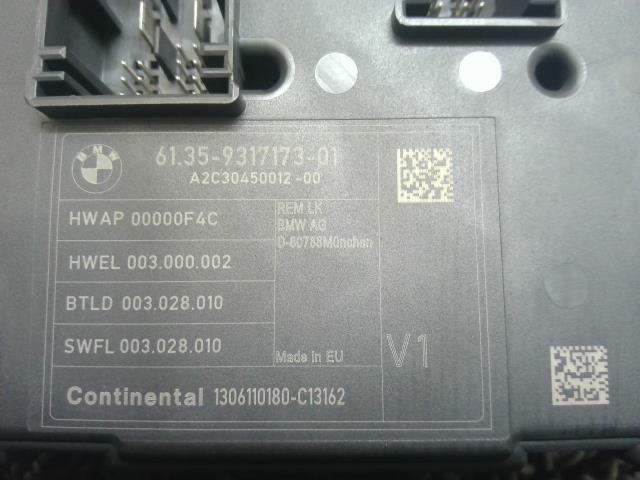 BMW
61.35-9317173-01
A2C30450012-00
HWAP 00000F4C
REM LK
BMW AG
D-80788München
HWEL 003.000.002
BTLD 003.028.010
SWFL 003.028.010
Made in EU
V1
Continental 1306110180-C13162